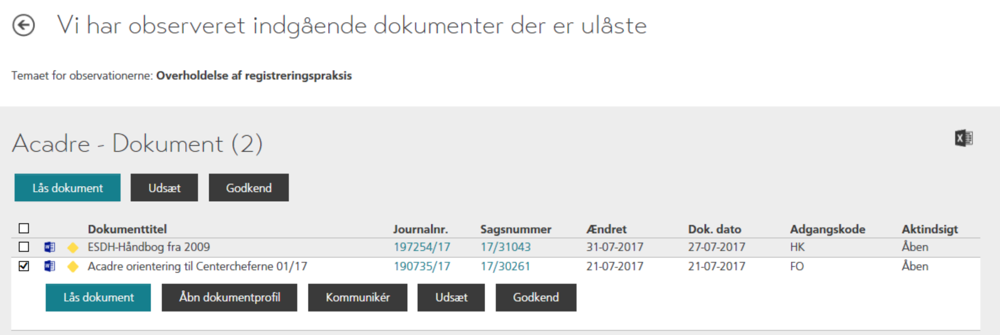 Vi har observeret indgående dokumenter der er ulåste
Temaet for observationerne: Overholdelse af registreringspraksis
Acadre - Dokument (2)
Lås dokument Udsæt Godkend
Dokumenttitel Journalnr. Sagsnummer Ændret Dok. dato Adgangskode Aktindsigt
ESDH-Håndbog fra 2009 197254/17 17/31043 31-07-2017 27-07-2017 HK Åben
Acadre orientering til Centercheferne 01/17 190735/17 17/30261 21-07-2017 21-07-2017 FO Åben
Lås dokument Åbn dokumentprofil Kommunikér Udsæt Godkend